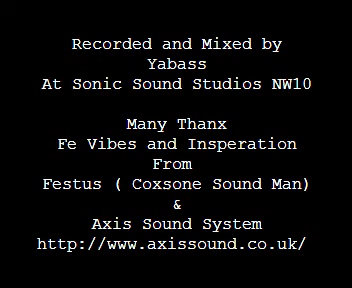 Recorded and Mixed by
Yabass
At Sonic Sound Studios NW10
Many Thanx
Fe Vibes and Insperation
From
Festus ( Coxsone Sound Man)
&
Axis Sound System
http://www.axissound.co.uk/